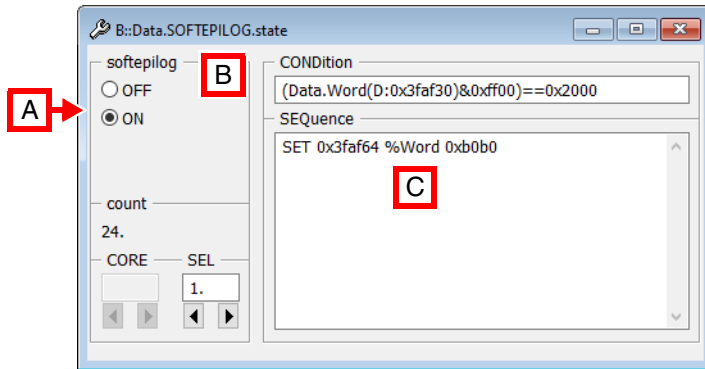 B::Data.SOFTEPILOG.state
softepilog
B
CONDition
OFF
(Data.Word(D:0x3faf30)&0xff00)==0x2000
A
ON
SEQuence
SET 0x3faf64 %Word 0xb0b0
C
count
24.
CORE
SEL
1.